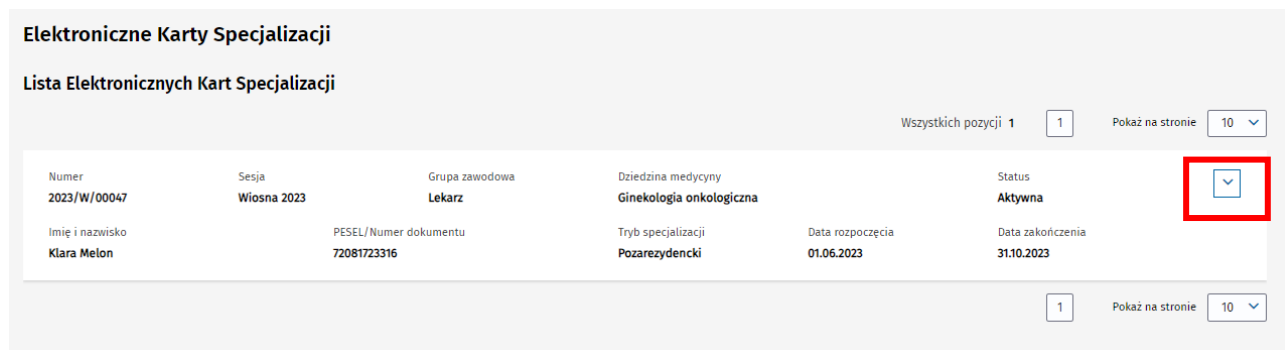 Elektroniczne Karty Specjalizacji
Lista Elektronicznych Kart Specjalizacji
Wszystkich pozycji 1 1 Pokaż na stronie 10
Numer Sesja Grupa zawodowa Dziedzina medycyny Status
2023/W/00047 Wiosna 2023 Lekarz Ginekologia onkologiczna Aktywna
Imię i nazwisko PESEL/Numer dokumentu Tryb specjalizacji Data rozpoczęcia Data zakończenia
Klara Melon 72081723316 Pozarezydencki 01.06.2023 31.10.2023
1 Pokaż na stronie 10